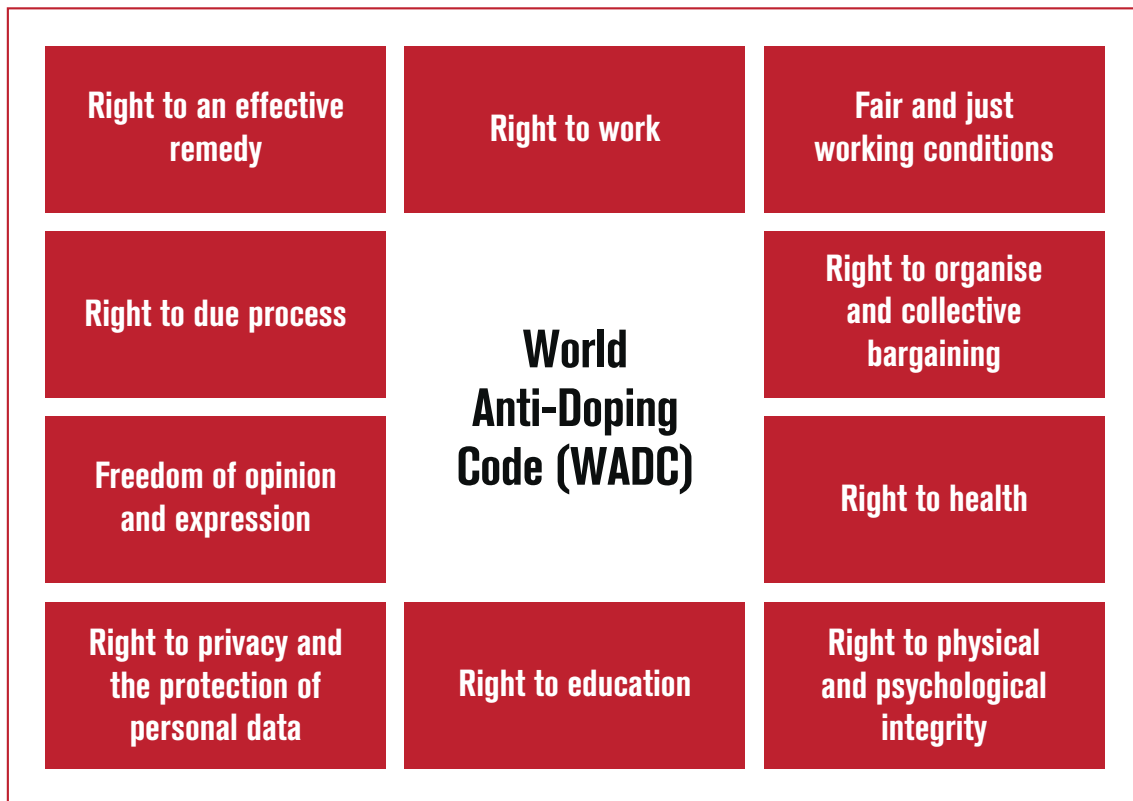 Right to an effective
remedy
Right to work
Fair and just
working conditions
Right to due process
World
Anti-Doping
Code (WADC)
Right to organise
and collective
bargaining
Freedom of opinion
and expression
Right to health
Right to privacy and
the protection of
personal data
Right to education
Right to physical
and psychological
integrity